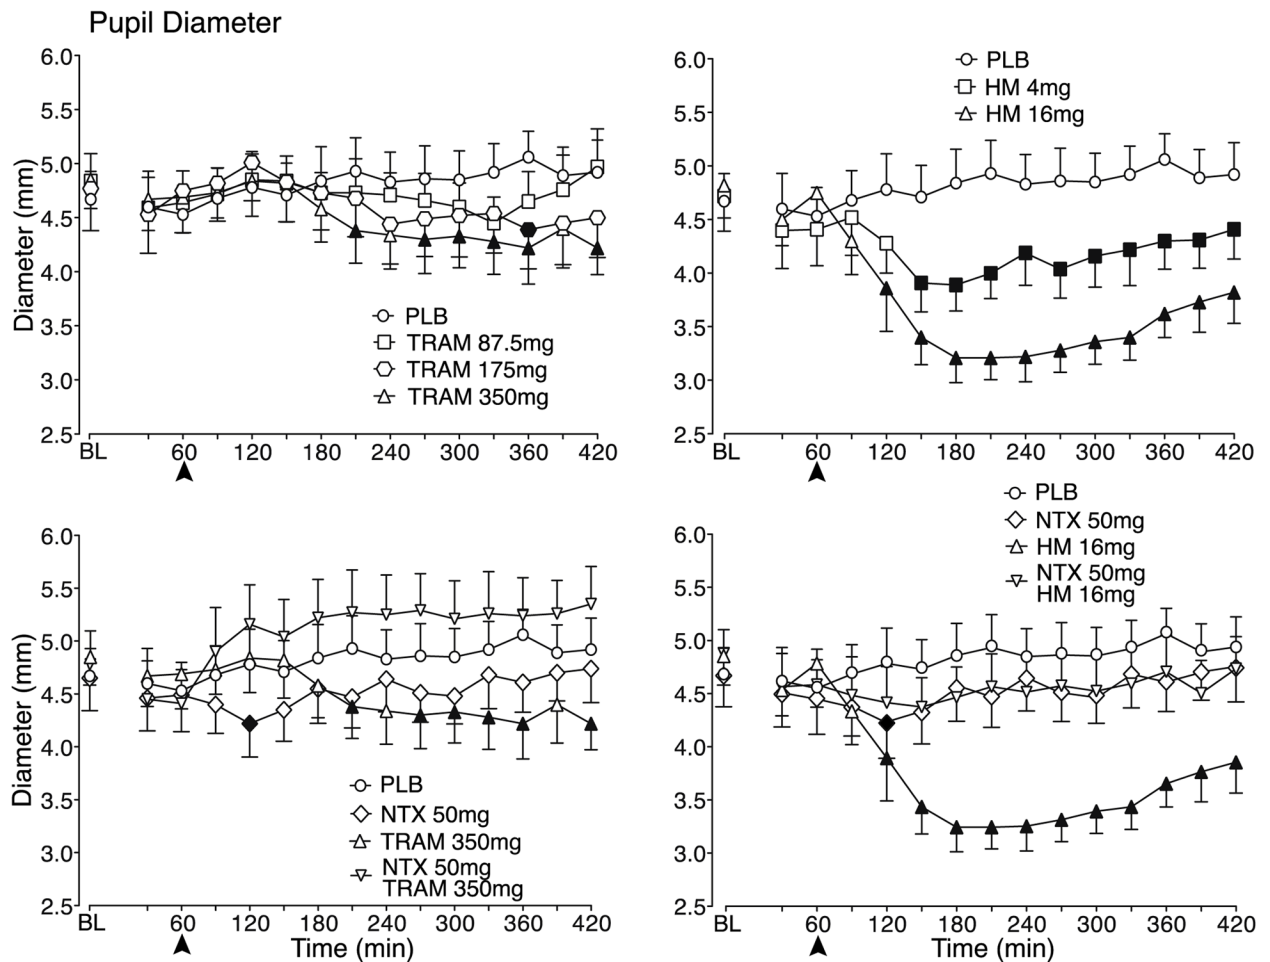 Pupil Diameter
Diameter (mm)
6.0
5.5
5.0
4.5
4.0
3.5
3.0
2.5
PLB
TRAM 87.5mg
TRAM 175mg
TRAM 350mg
BL 60 120 180 240 300 360 420
6.0
5.5
5.0
4.5
4.0
3.5
3.0
2.5
PLB
HM 4mg
HM 16mg
BL 60 120 180 240 300 360 420
Diameter (mm)
6.0
5.5
5.0
4.5
4.0
3.5
3.0
2.5
PLB
NTX 50mg
TRAM 350mg
NTX 50mg
TRAM 350mg
BL 60 120 180 240 300 360 420
Time (min)
6.0
5.5
5.0
4.5
4.0
3.5
3.0
2.5
PLB
NTX 50mg
HM 16mg
NTX 50mg
HM 16mg
BL 60 120 180 240 300 360 420
Time (min)